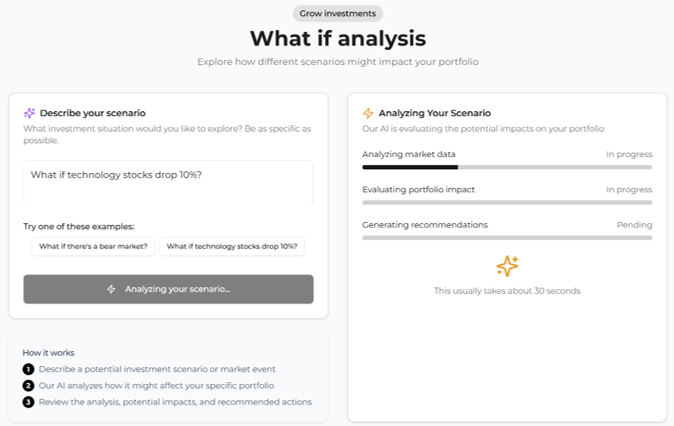 Grow investments
What if analysis
Explore how different scenarios might impact your portfolio
Describe your scenario
What investment situation would you like to explore? Be as specific as
possible.
What if technology stocks drop 10%?
Try one of these examples:
What if there's a bear market?
What if technology stocks drop 10%?
Analyzing your scenario...
How it works
1 Describe a potential investment scenario or market event
2 Our AI analyzes how it might affect your specific portfolio
3 Review the analysis, potential impacts, and recommended actions
Analyzing Your Scenario
Our AI is evaluating the potential impacts on your portfolio
Analyzing market data In progress
Evaluating portfolio impact In progress
Generating recommendations Pending
This usually takes about 30 seconds